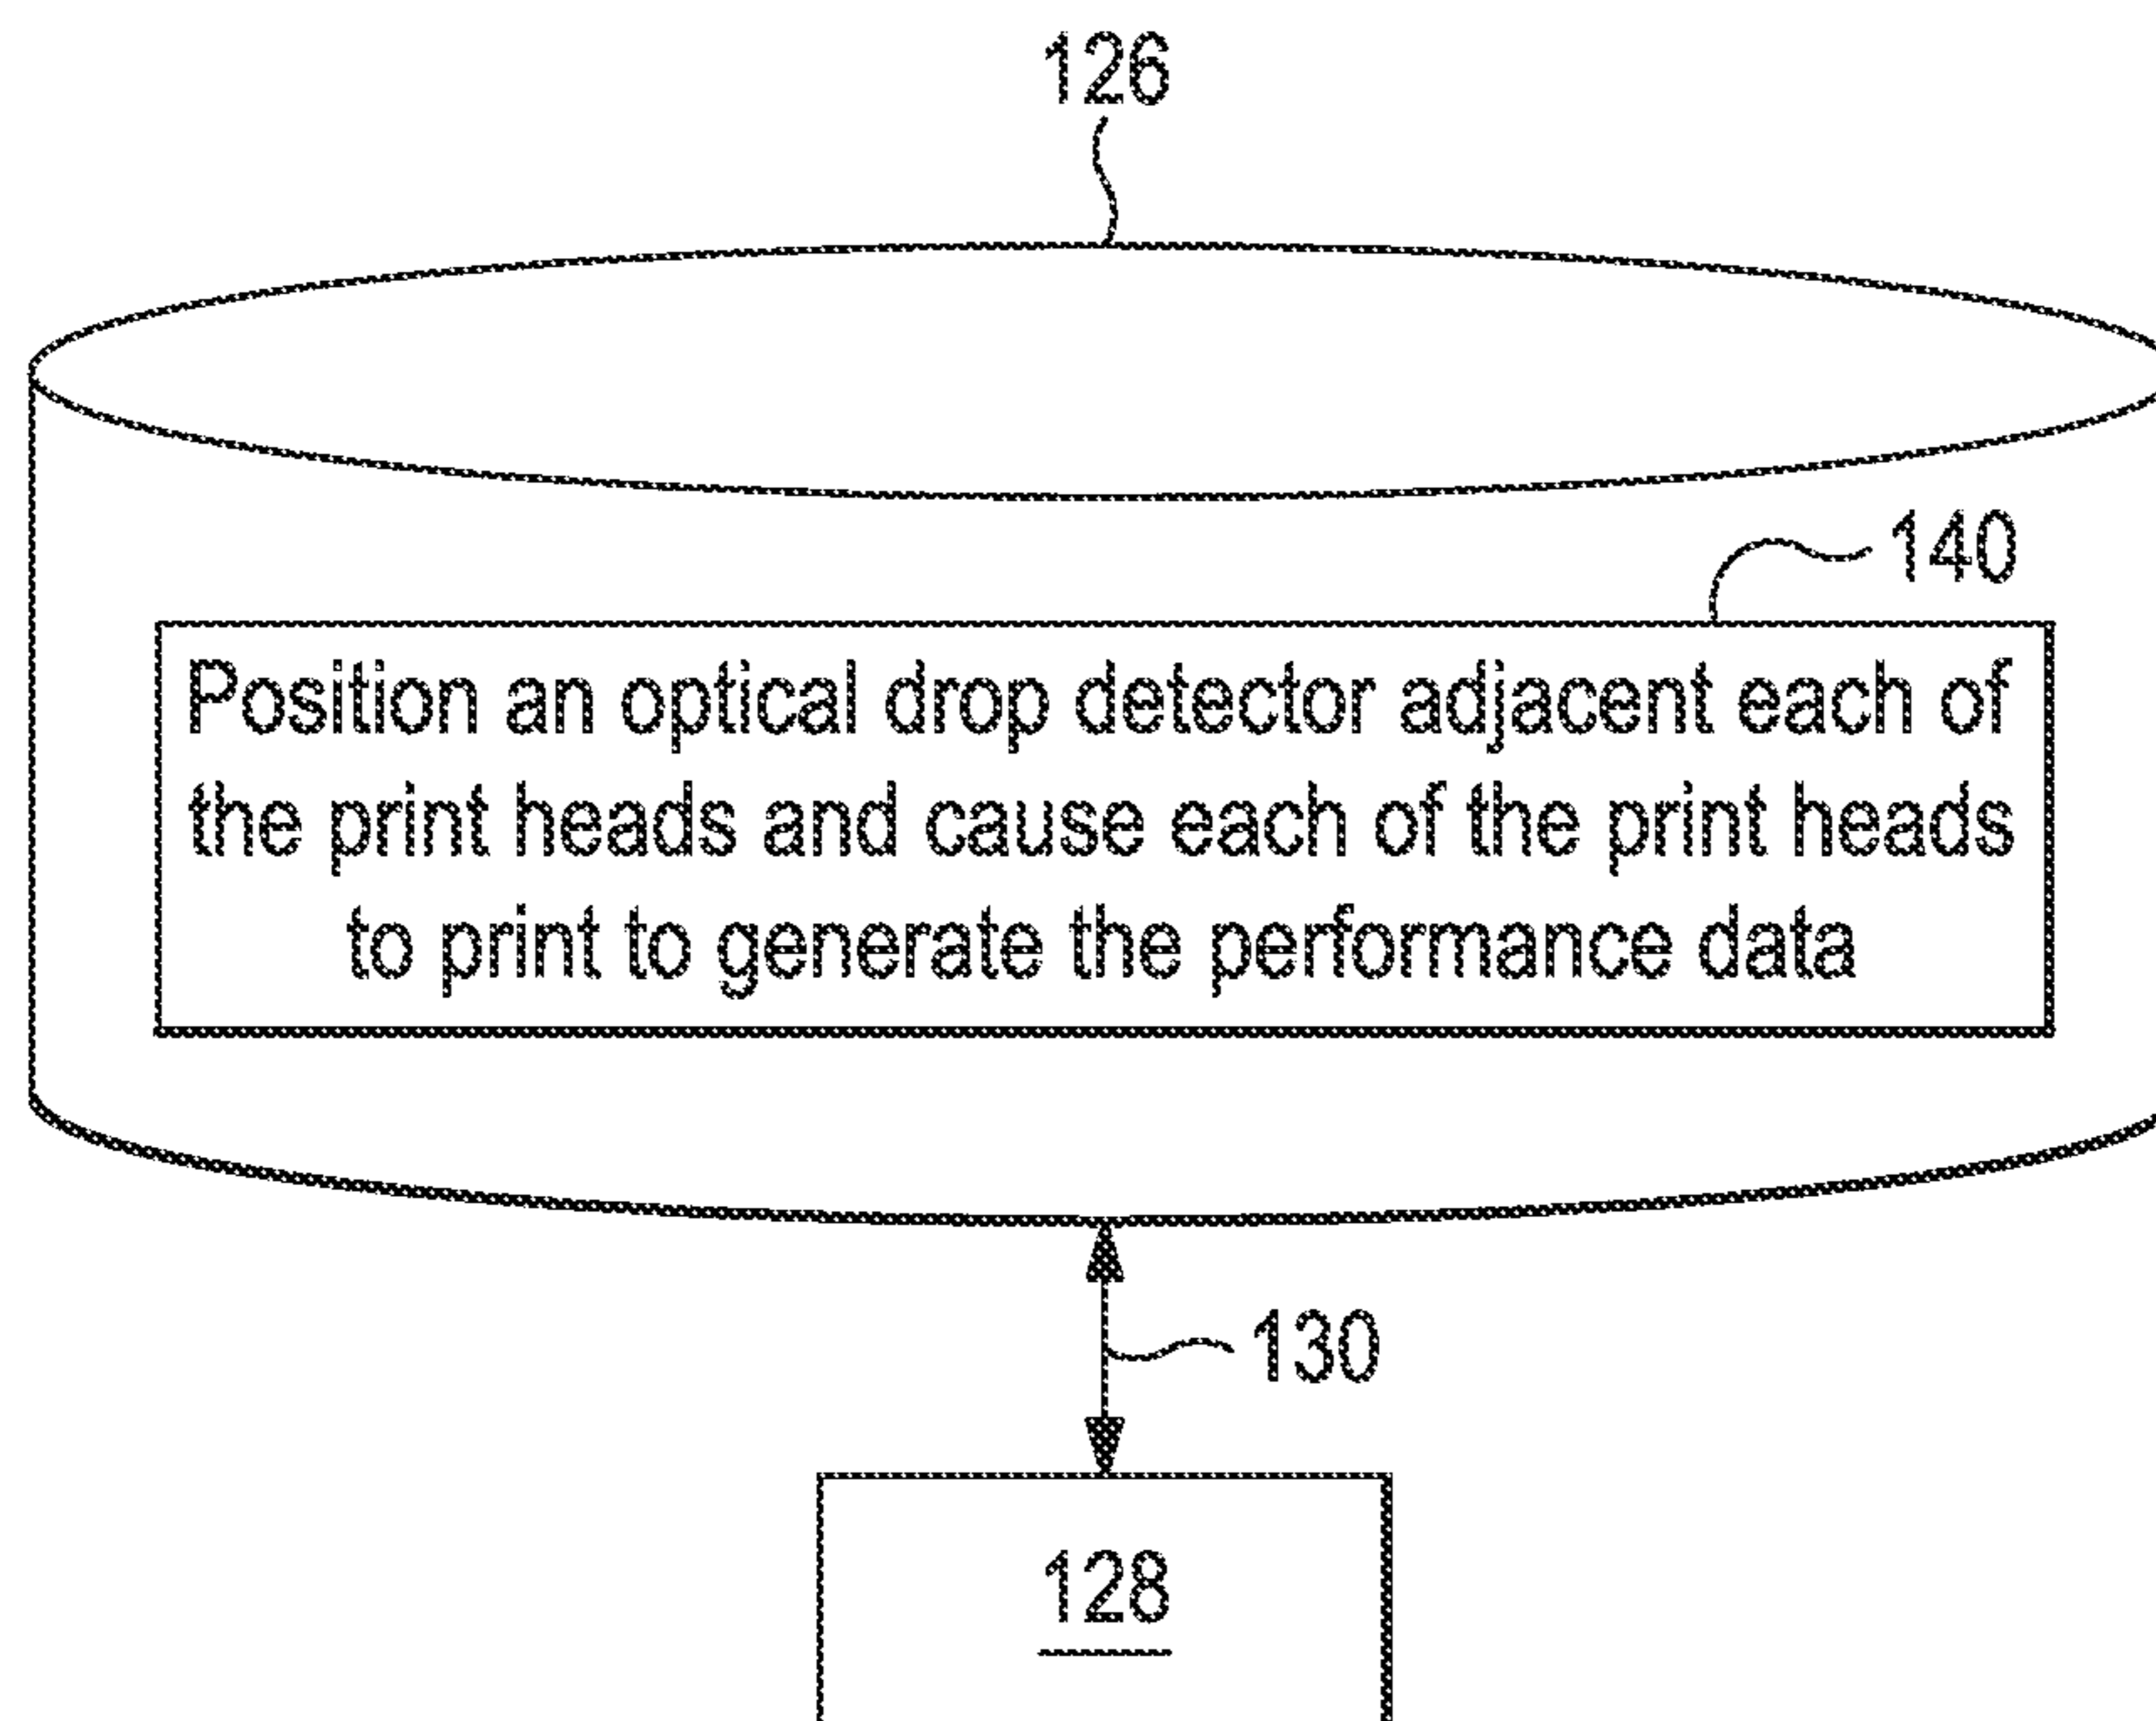 126
140
Position an optical drop detector adjacent each of
the print heads and cause each of the print heads
to print to generate the performance data
130
128